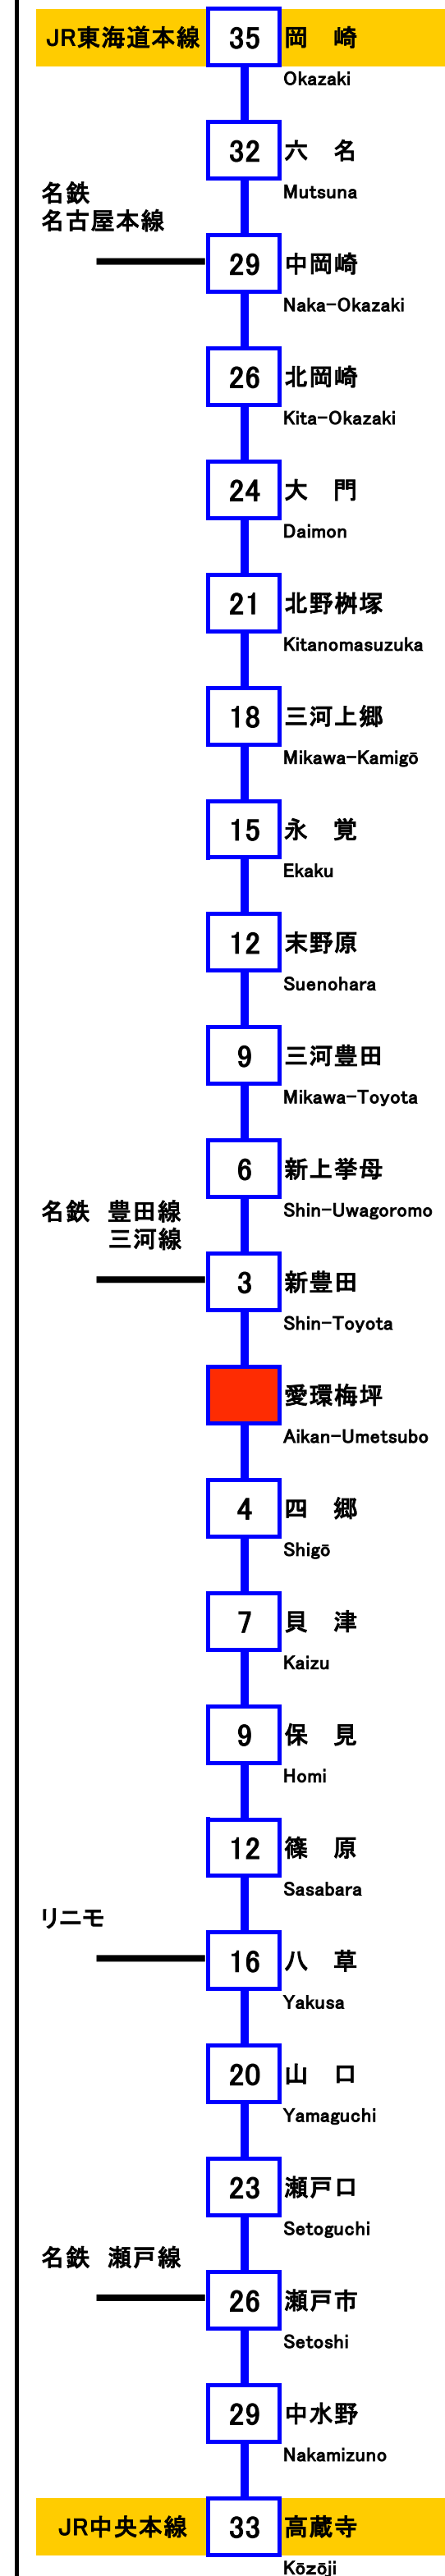 JR東海道本線 35 岡 崎
Okazaki
32 六 名
Mutsuna
名鉄
名古屋本線
29 中岡崎
Naka-Okazaki
26 北岡崎
Kita-Okazaki
24 大 門
Daimon
21 北野桝塚
Kitanomasuzuka
18 三河上郷
Mikawa-Kamigō
15 永 覚
Ekaku
12 末野原
Suenohara
9 三河豊田
Mikawa-Toyota
6 新上挙母
Shin-Uwagoromo
名鉄 豊田線
三河線
3 新豊田
Shin-Toyota
愛環梅坪
Aikan-Umetsubo
4 四 郷
Shigō
7 貝 津
Kaizu
9 保 見
Homi
12 篠 原
Sasabara
リニモ
16 八 草
Yakusa
20 山 口
Yamaguchi
23 瀬戸口
Setoguchi
名鉄 瀬戸線
26 瀬戸市
Setoshi
29 中水野
Nakamizuno
JR中央本線 33 高蔵寺
Kōzōji